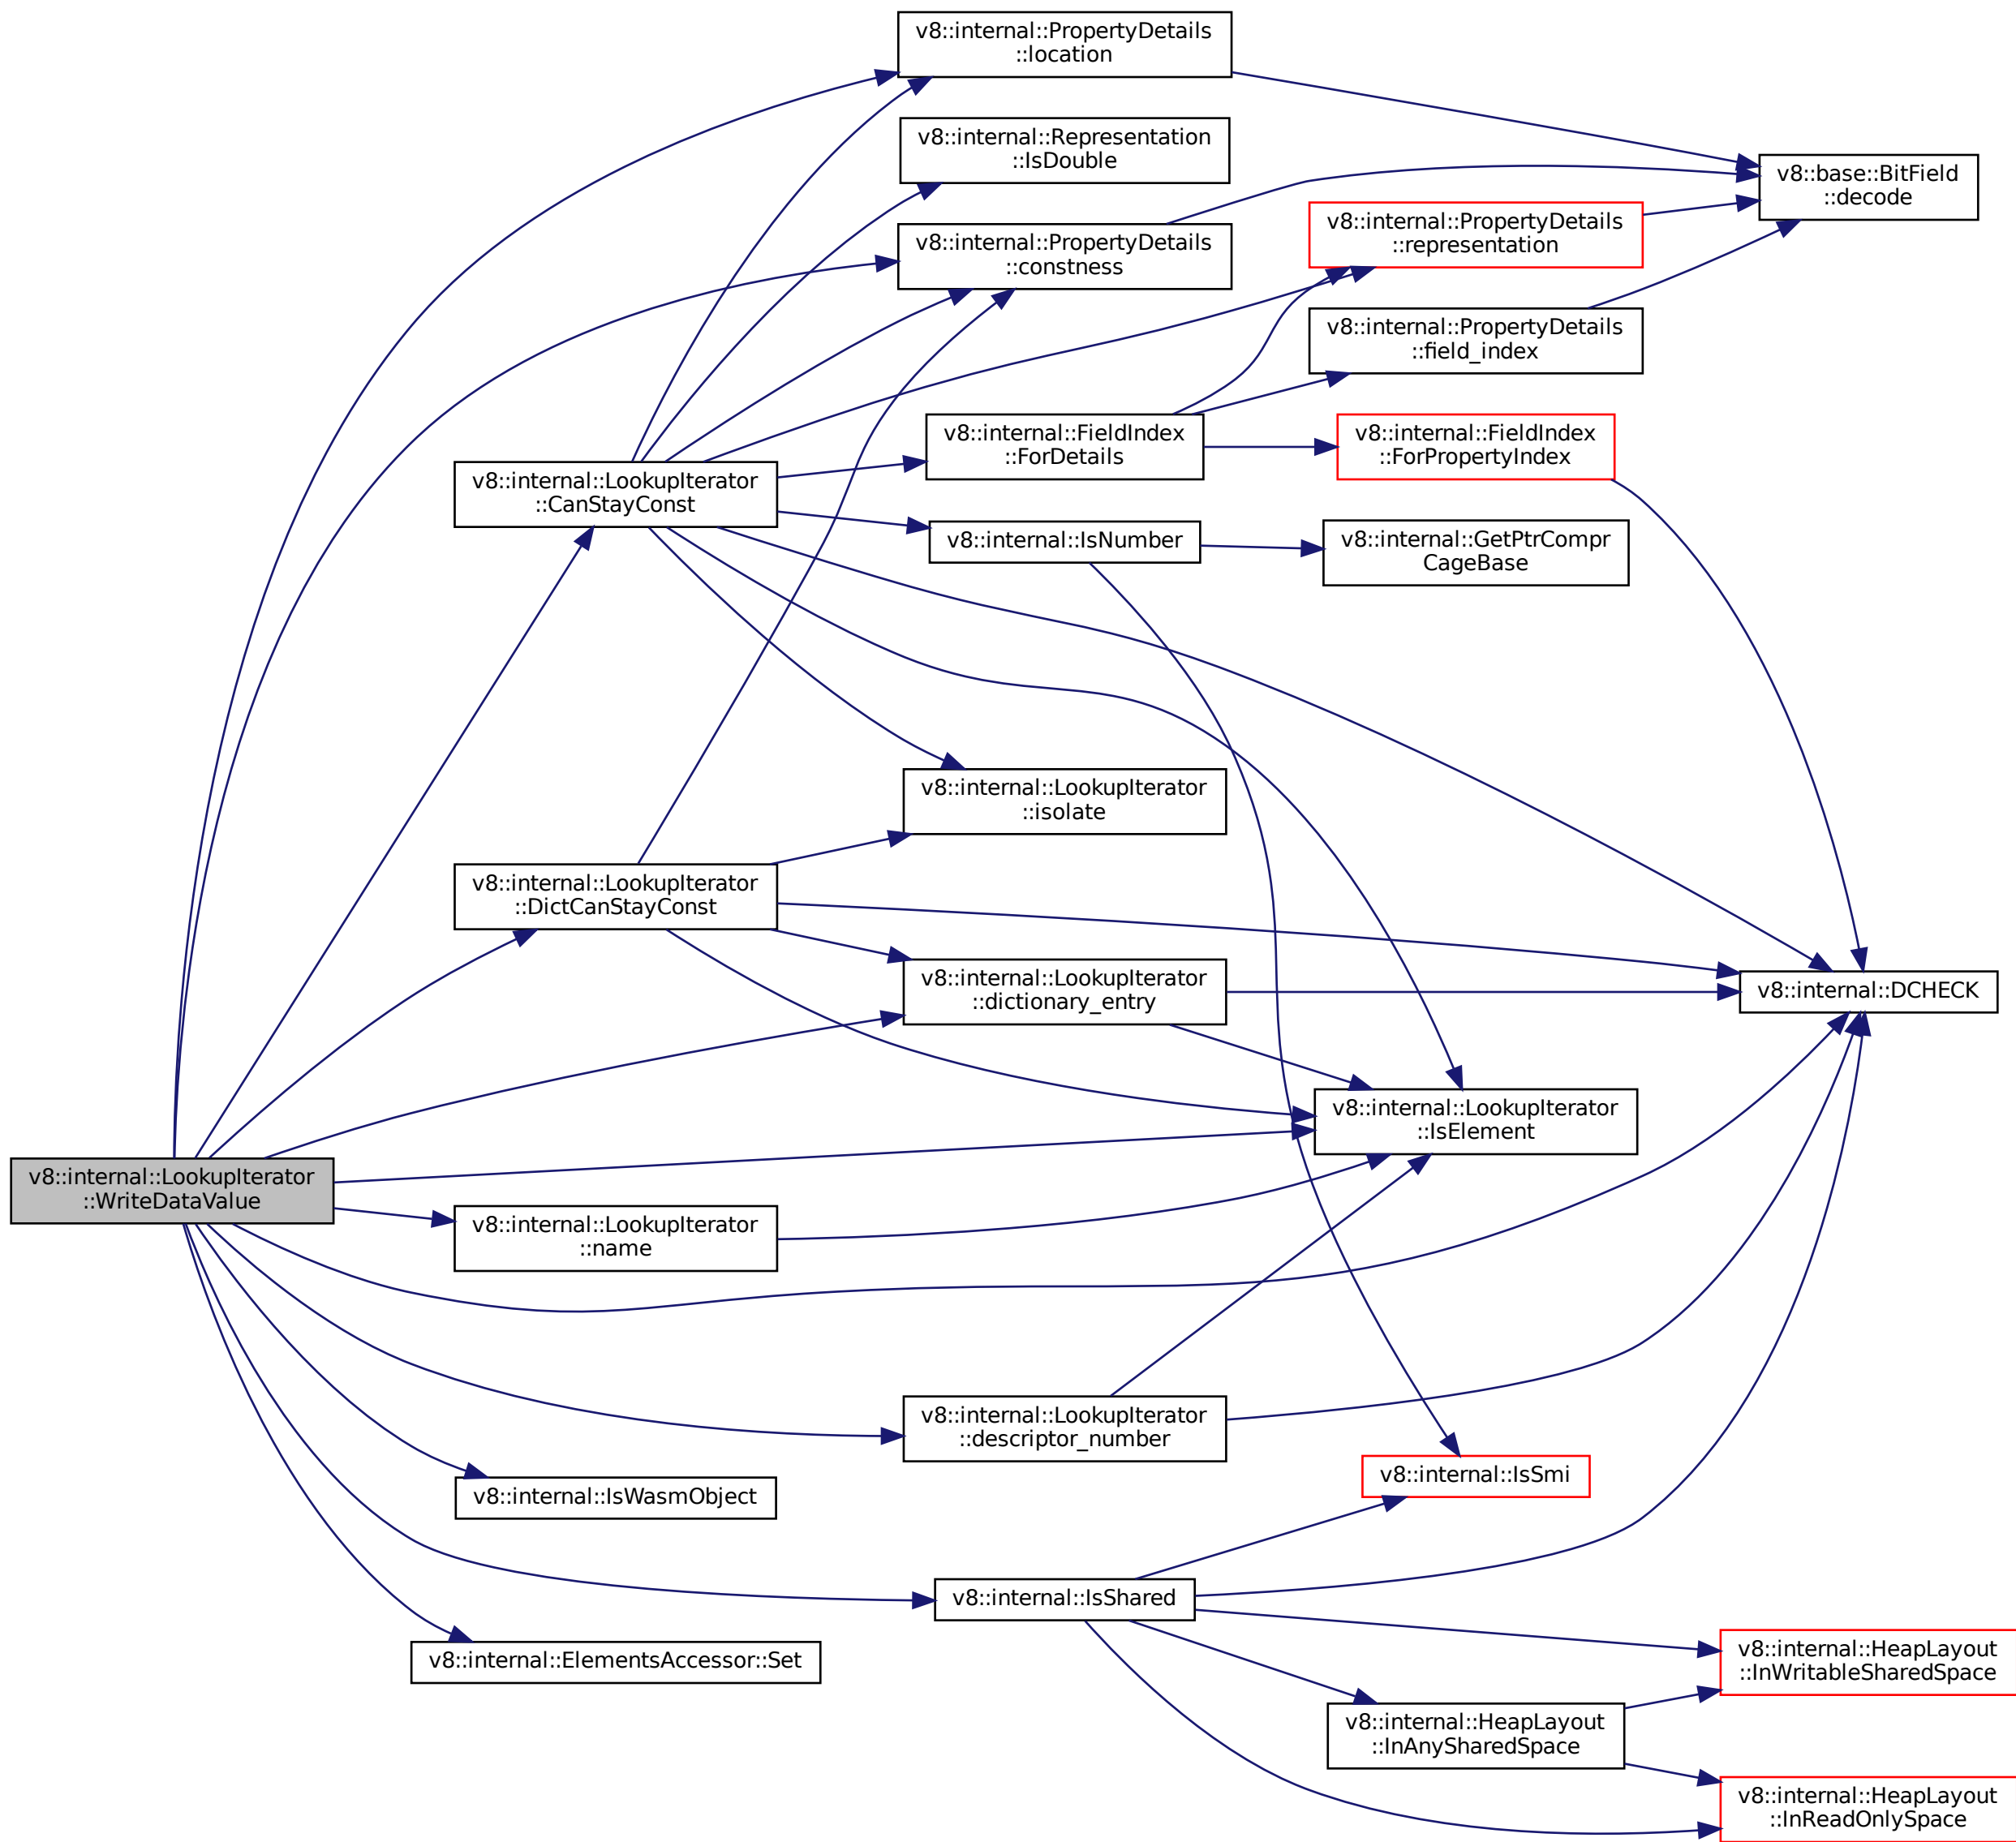 v8::internal::PropertyDetails
::location
v8::internal::Representation
::IsDouble
v8::base::BitField
::decode
v8::internal::PropertyDetails
::representation
v8::internal::PropertyDetails
::constness
v8::internal::PropertyDetails
::field_index
v8::internal::FieldIndex
::ForDetails
v8::internal::FieldIndex
::ForPropertyIndex
v8::internal::LookupIterator
::CanStayConst
v8::internal::IsNumber
v8::internal::GetPtrCompr
CageBase
v8::internal::LookupIterator
::isolate
v8::internal::LookupIterator
::DictCanStayConst
v8::internal::LookupIterator
::dictionary_entry
v8::internal::DCHECK
v8::internal::LookupIterator
::IsElement
v8::internal::LookupIterator
::WriteDataValue
v8::internal::LookupIterator
::name
v8::internal::LookupIterator
::descriptor_number
v8::internal::IsSmi
v8::internal::IsWasmObject
v8::internal::IsShared
v8::internal::ElementsAccessor::Set
v8::internal::HeapLayout
::InWritableSharedSpace
v8::internal::HeapLayout
::InAnySharedSpace
v8::internal::HeapLayout
::InReadOnlySpace